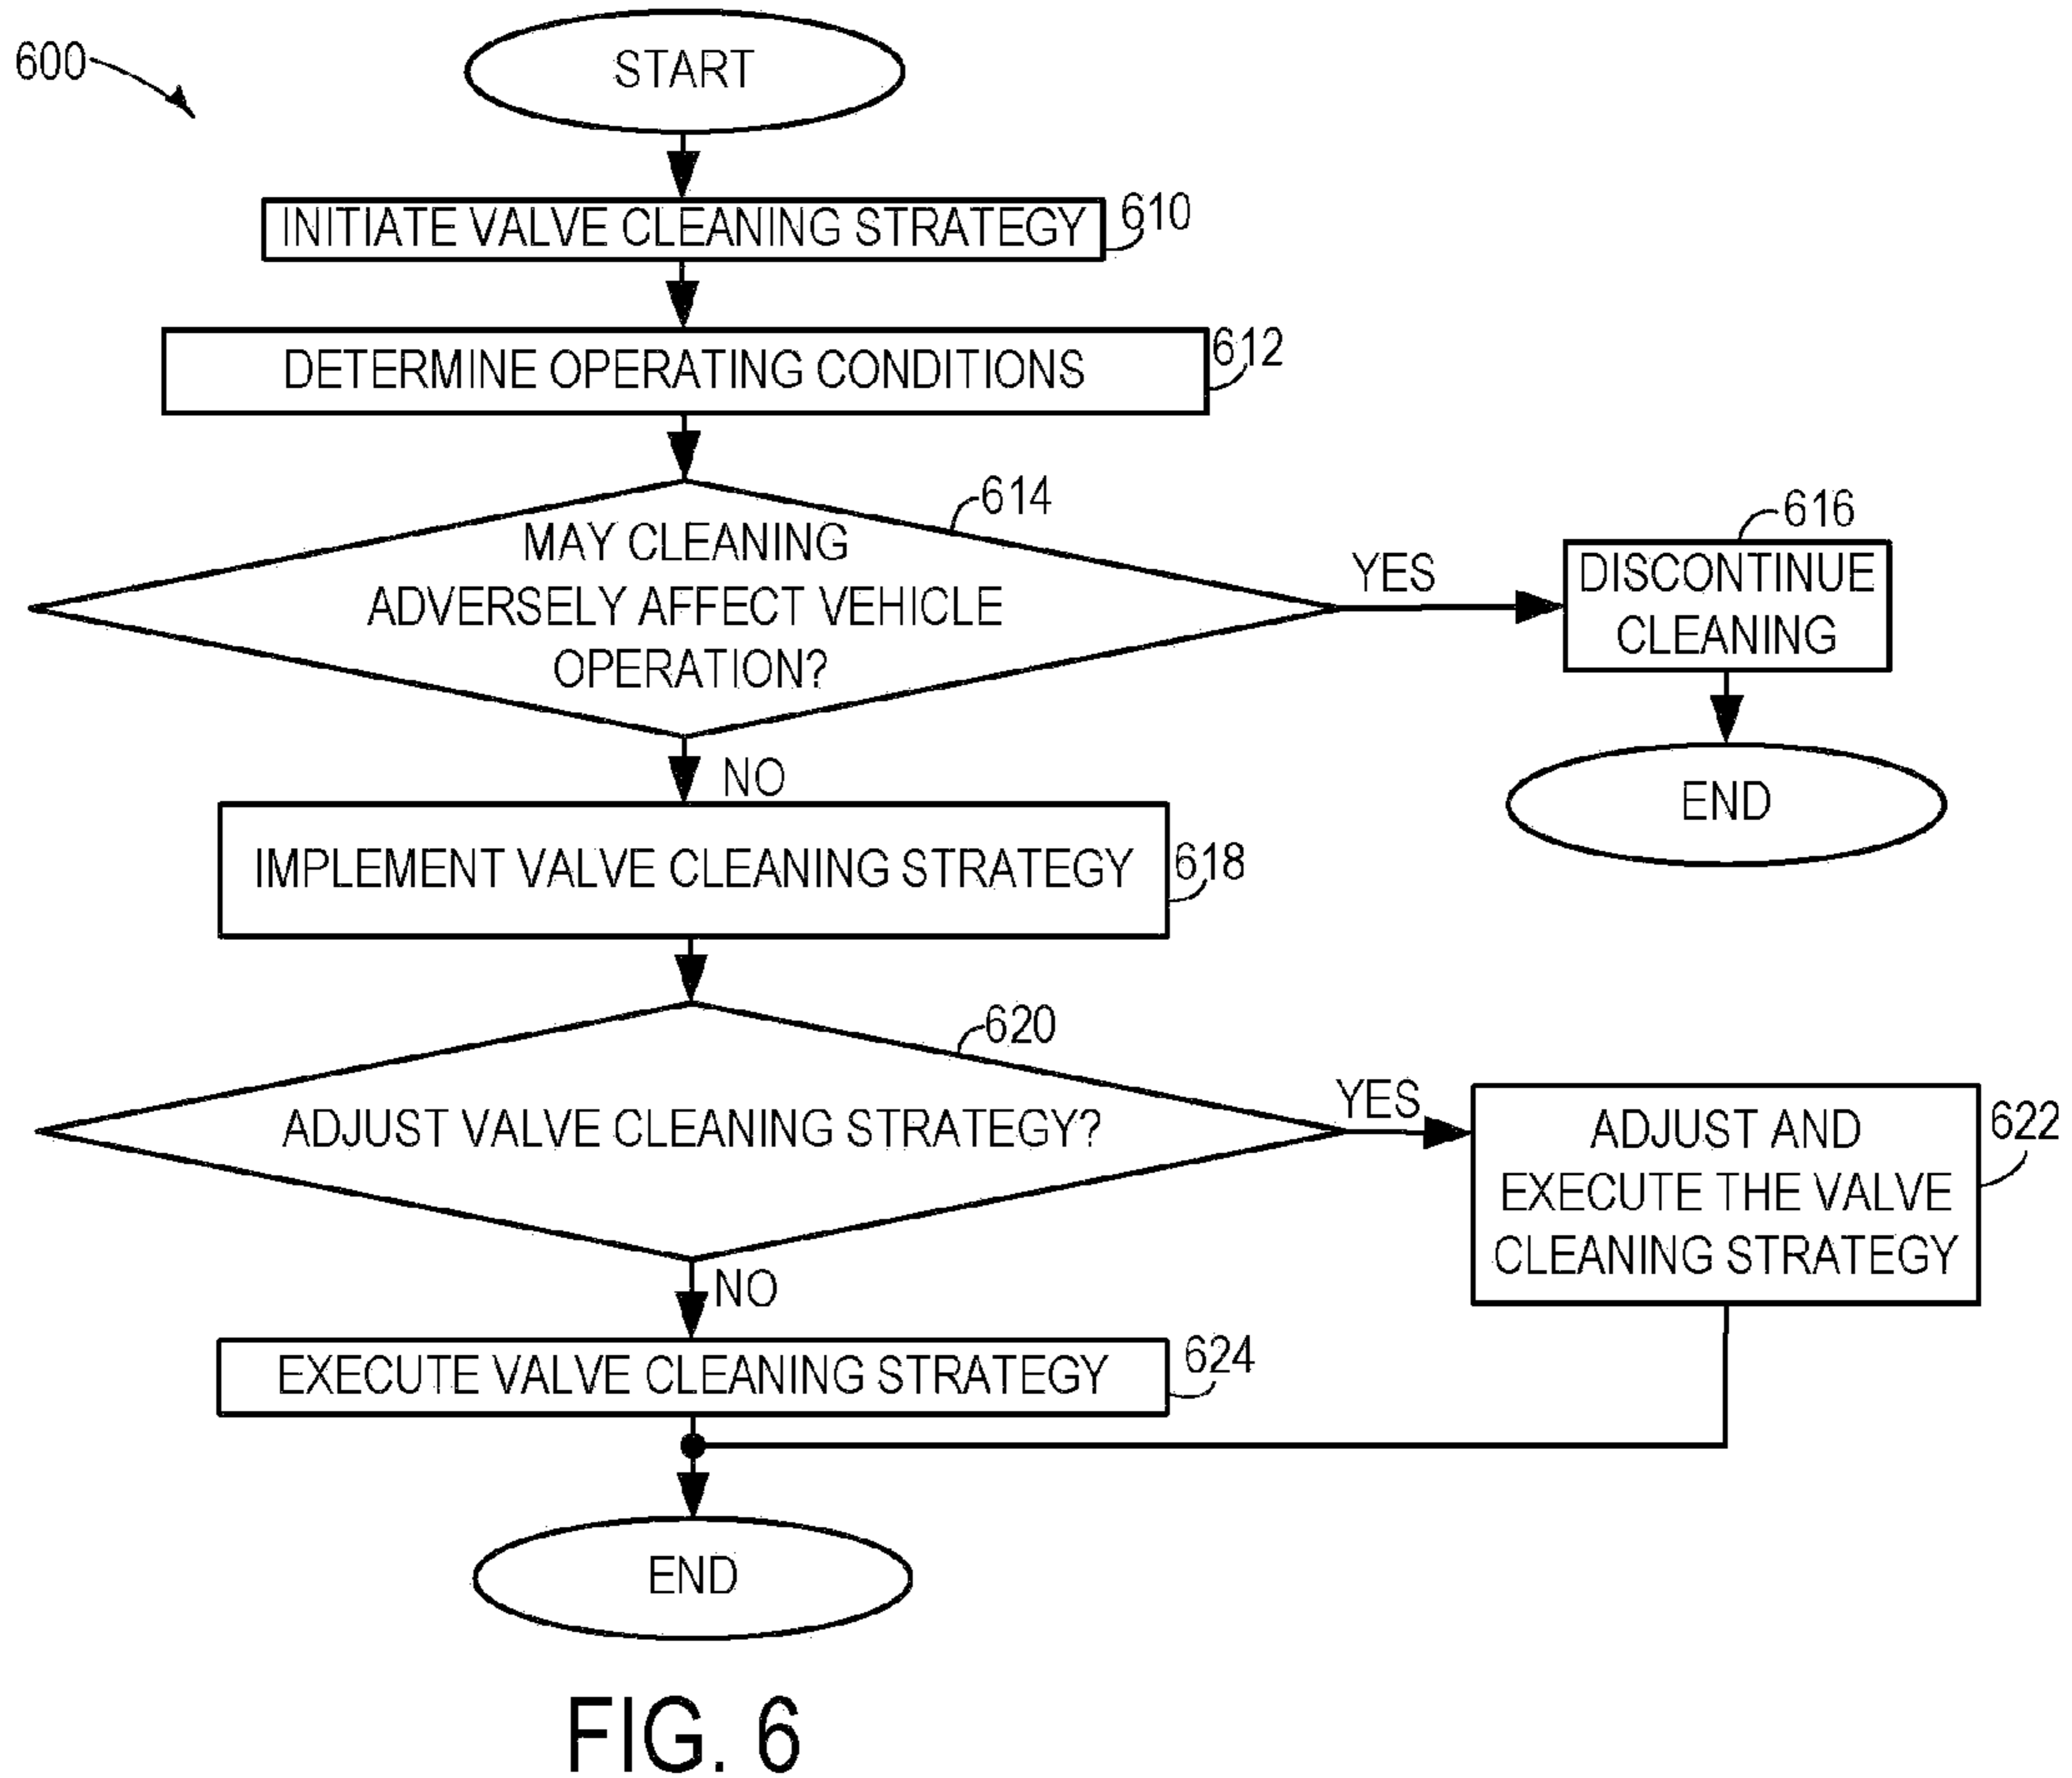 600
START
INITIATE VALVE CLEANING STRATEGY
610
DETERMINE OPERATING CONDITIONS
612
614
MAY CLEANING
ADVERSELY AFFECT VEHICLE
OPERATION?
YES
616
DISCONTINUE
CLEANING
END
NO
IMPLEMENT VALVE CLEANING STRATEGY
618
620
ADJUST VALVE CLEANING STRATEGY?
YES
ADJUST AND
EXECUTE THE VALVE
CLEANING STRATEGY
622
NO
EXECUTE VALVE CLEANING STRATEGY
624
END
FIG. 6